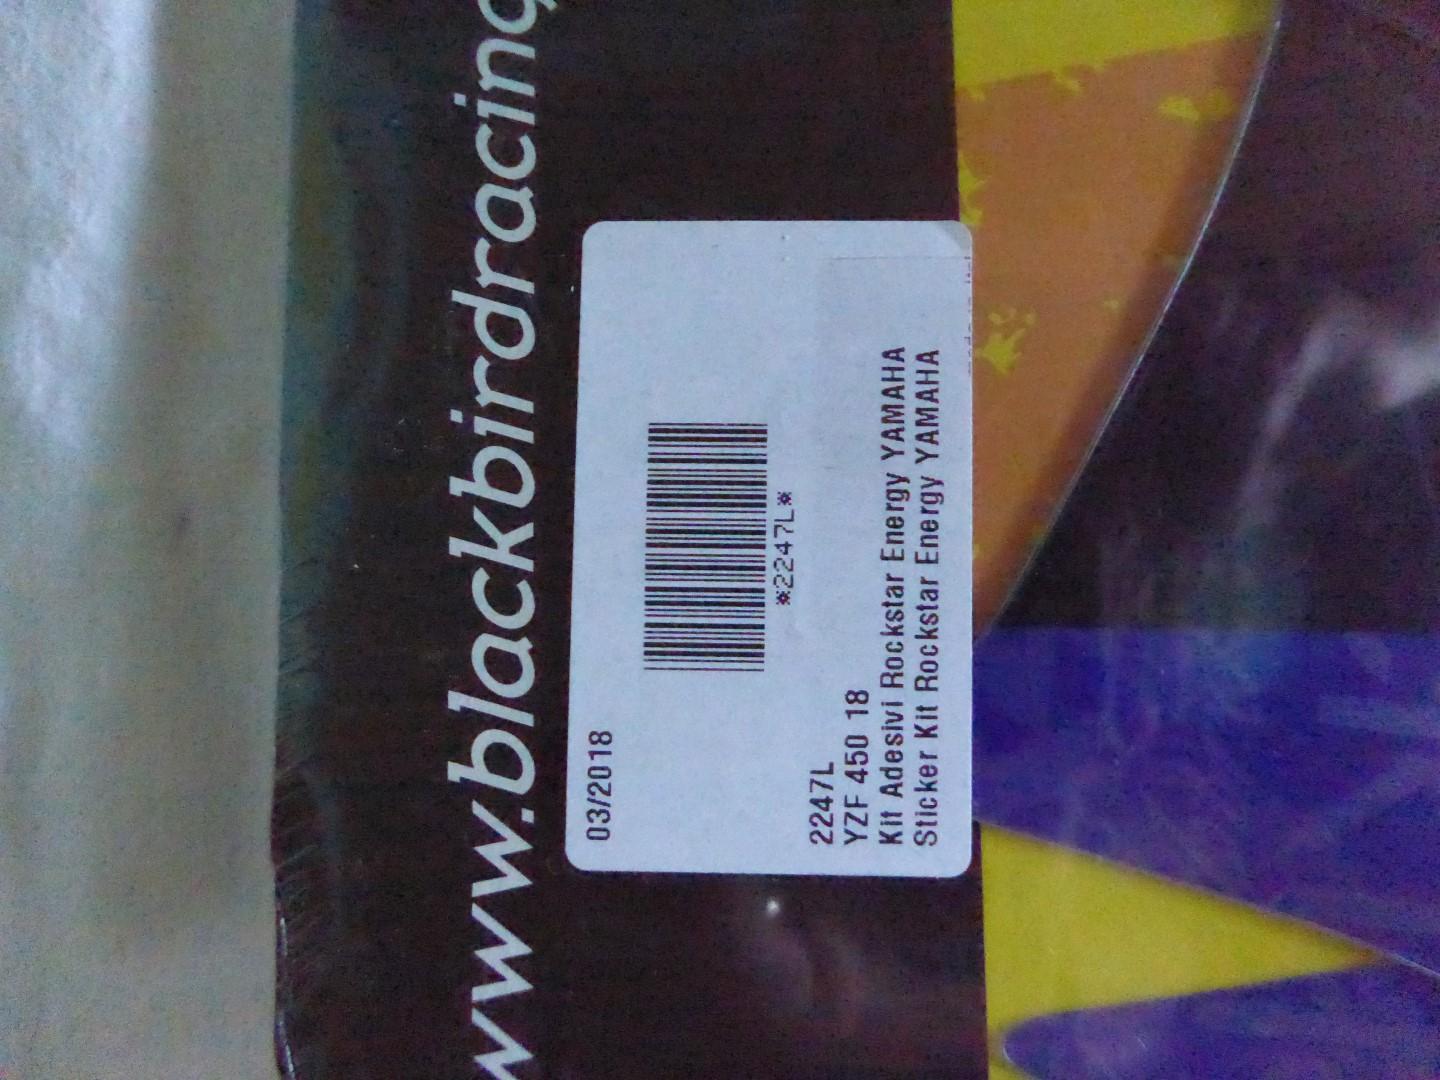 www.blackbirdracing
03/2018
*2247L*
2247L
YZF 450 18
Kit Adesivi Rockstar Energy YAMAHA
Sticker Kit Rockstar Energy YAMAHA